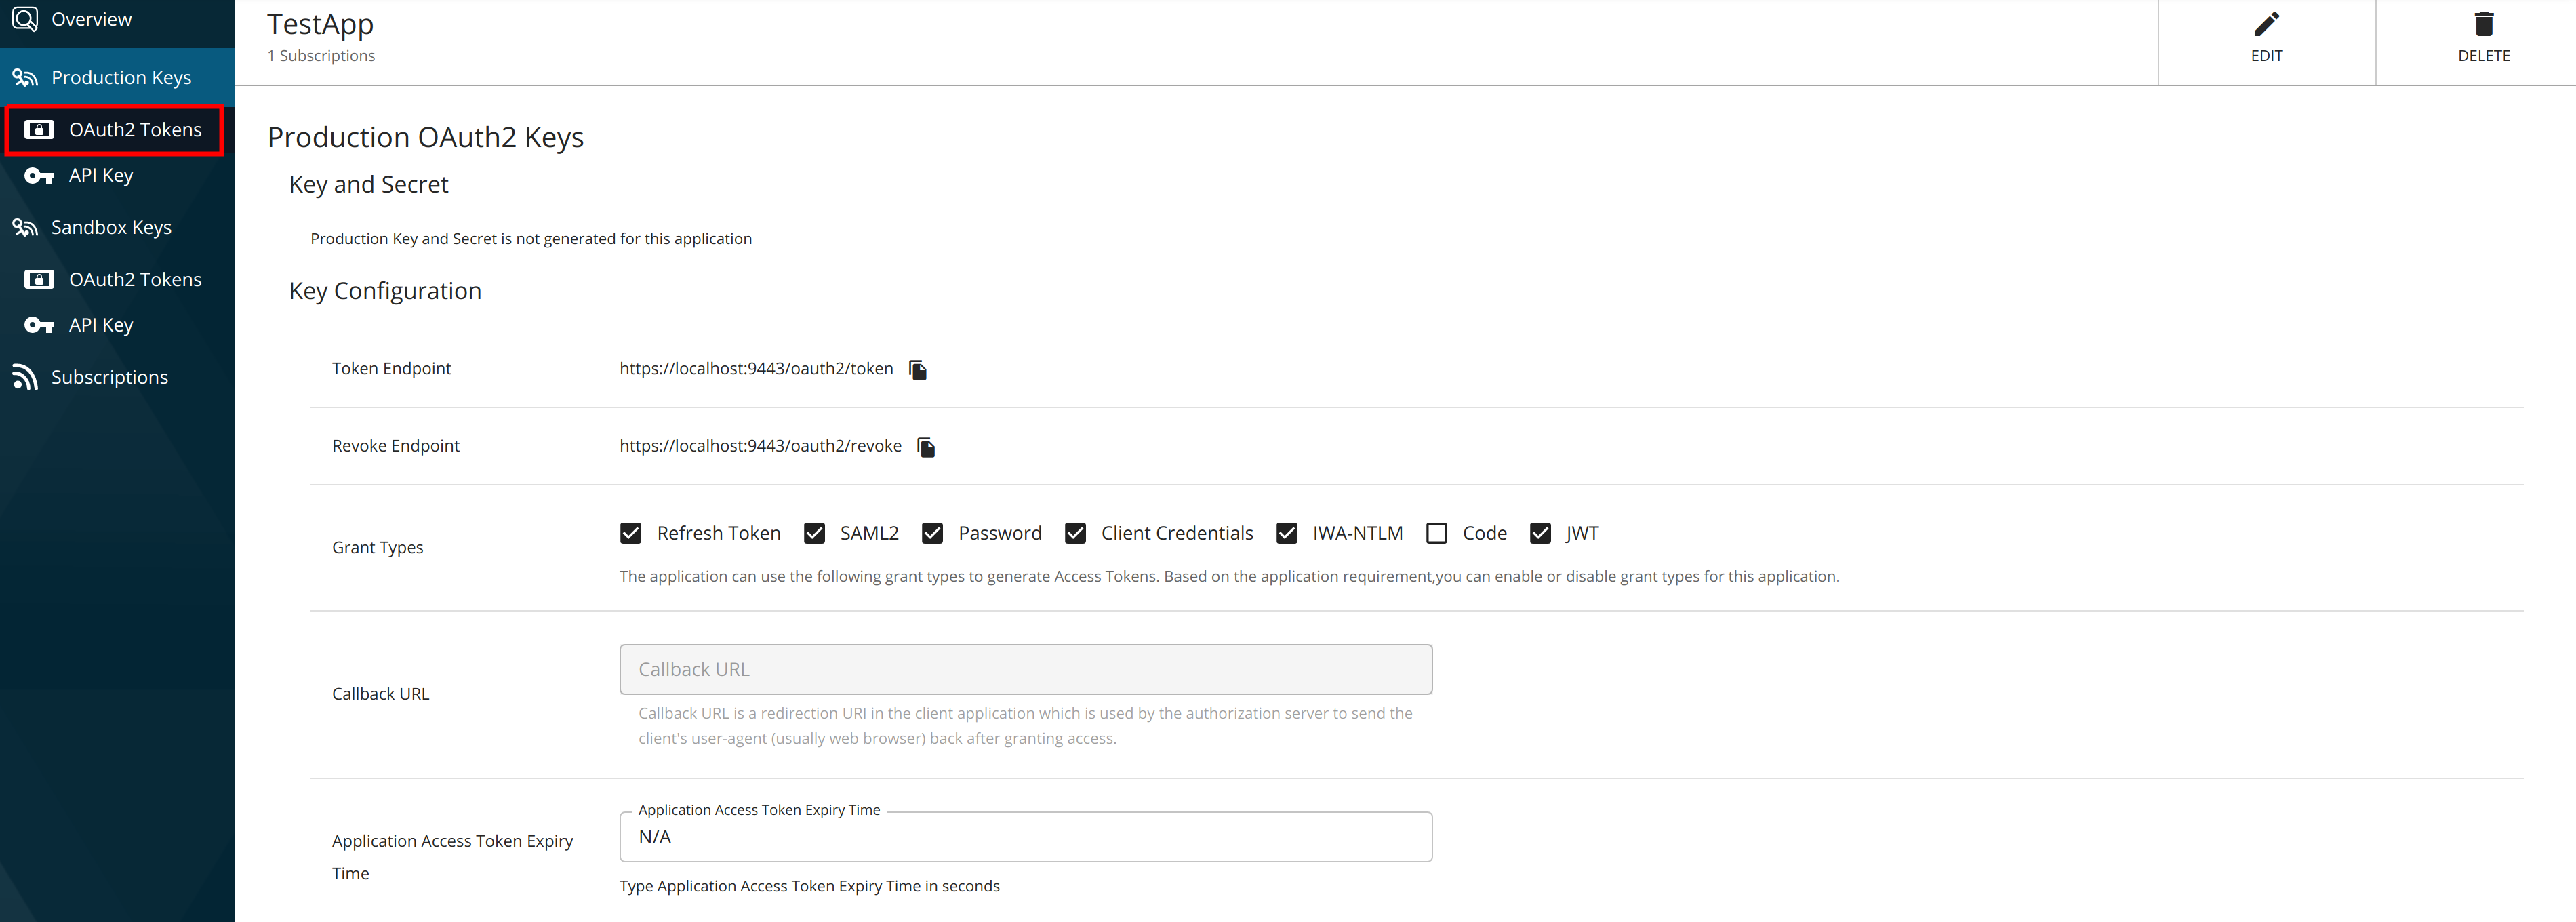 Overview
Production Keys
OAuth2 Tokens
API Key
Sandbox Keys
OAuth2 Tokens
API Key
Subscriptions
TestApp
1 Subscriptions
EDIT
DELETE
Production OAuth2 Keys
Key and Secret
Production Key and Secret is not generated for this application
Key Configuration
Token Endpoint
https://localhost:9443/oauth2/token
Revoke Endpoint
https://localhost:9443/oauth2/revoke
Grant Types
Refresh Token SAML2 Password Client Credentials IWA-NTLM Code JWT
The application can use the following grant types to generate Access Tokens. Based on the application requirement,you can enable or disable grant types for this application.
Callback URL
Callback URL
Callback URL is a redirection URI in the client application which is used by the authorization server to send the
client's user-agent (usually web browser) back after granting access.
Application Access Token Expiry
Time
Application Access Token Expiry Time
N/A
Type Application Access Token Expiry Time in seconds